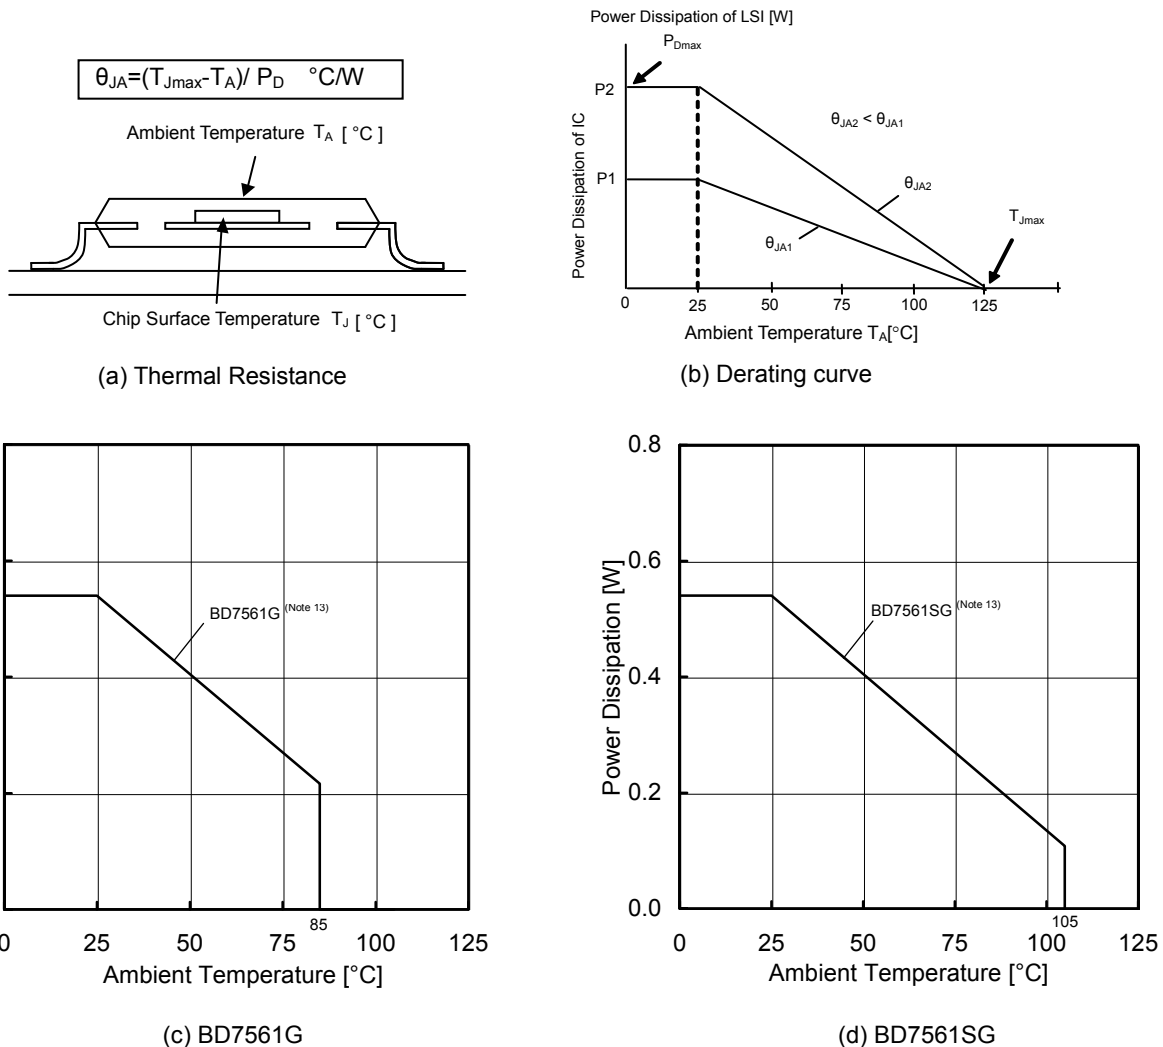 θJA=(TJmax-TA)/ PD °C/W
Ambient Temperature TA [ °C ]
Chip Surface Temperature TJ [ °C ]
(a) Thermal Resistance
Power Dissipation of LSI [W]
PDmax
P2
θJA2 < θJA1
Power Dissipation of IC
P1
θJA2
TJmax
θJA1
0 25 50 75 100 125
Ambient Temperature TA[°C]
(b) Derating curve
BD7561G (Note 13)
85
0 25 50 75 100 125
Ambient Temperature [°C]
(c) BD7561G
0.8
0.6
0.4
0.2
0.0
Power Dissipation [W]
BD7561SG (Note 13)
105
0 25 50 75 100 125
Ambient Temperature [°C]
(d) BD7561SG